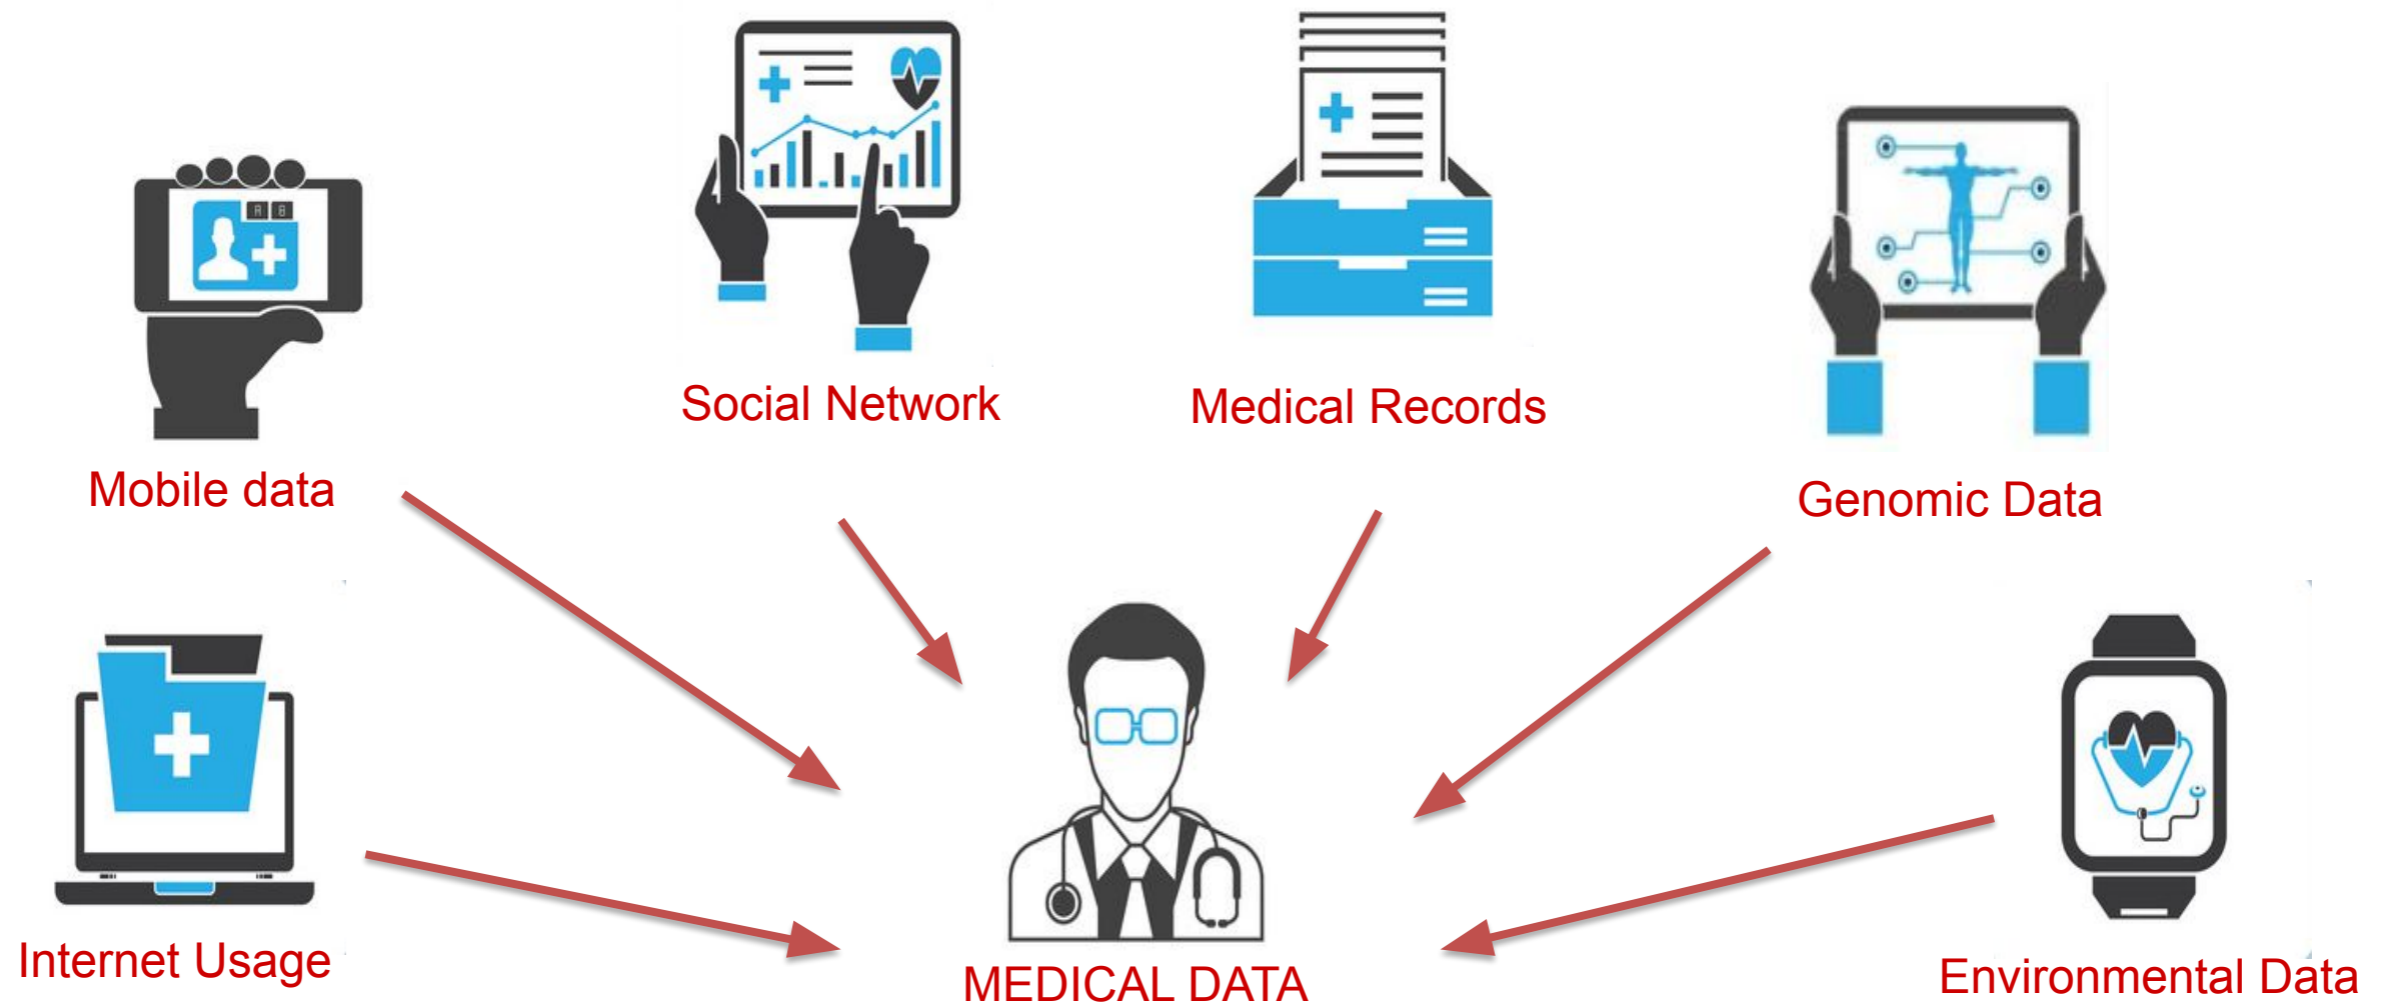 A B
Social Network
Medical Records
Mobile data
Genomic Data
Internet Usage
MEDICAL DATA
Environmental Data